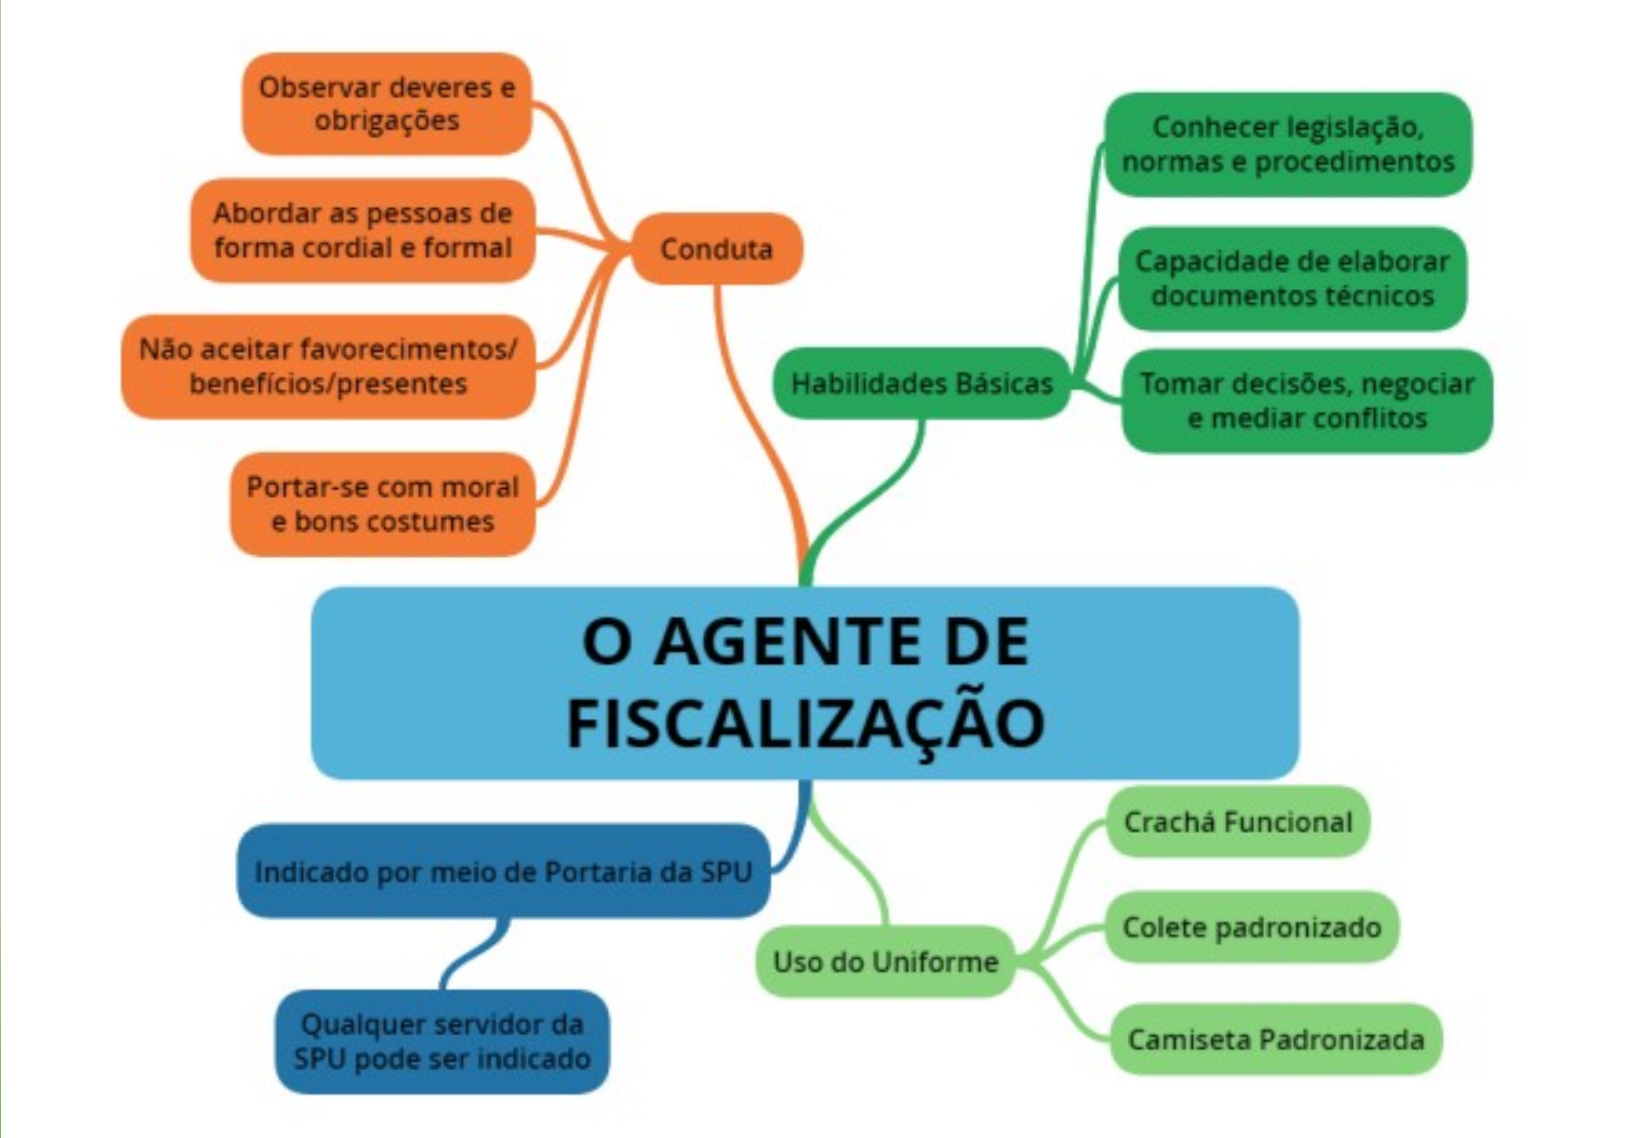 Observar deveres e
obrigações
Abordar as pessoas de
forma cordial e formal
Não aceitar favorecimentos/
benefícios/presentes
Portar-se com moral
e bons costumes
Conduta
Conhecer legislação,
normas e procedimentos
Capacidade de elaborar
documentos técnicos
Tomar decisões, negociar
e mediar conflitos
Habilidades Básicas
O AGENTE DE
FISCALIZAÇÃO
Indicado por meio de Portaria da SPU
Qualquer servidor da
SPU pode ser indicado
Uso do Uniforme
Crachá Funcional
Colete padronizado
Camiseta Padronizada